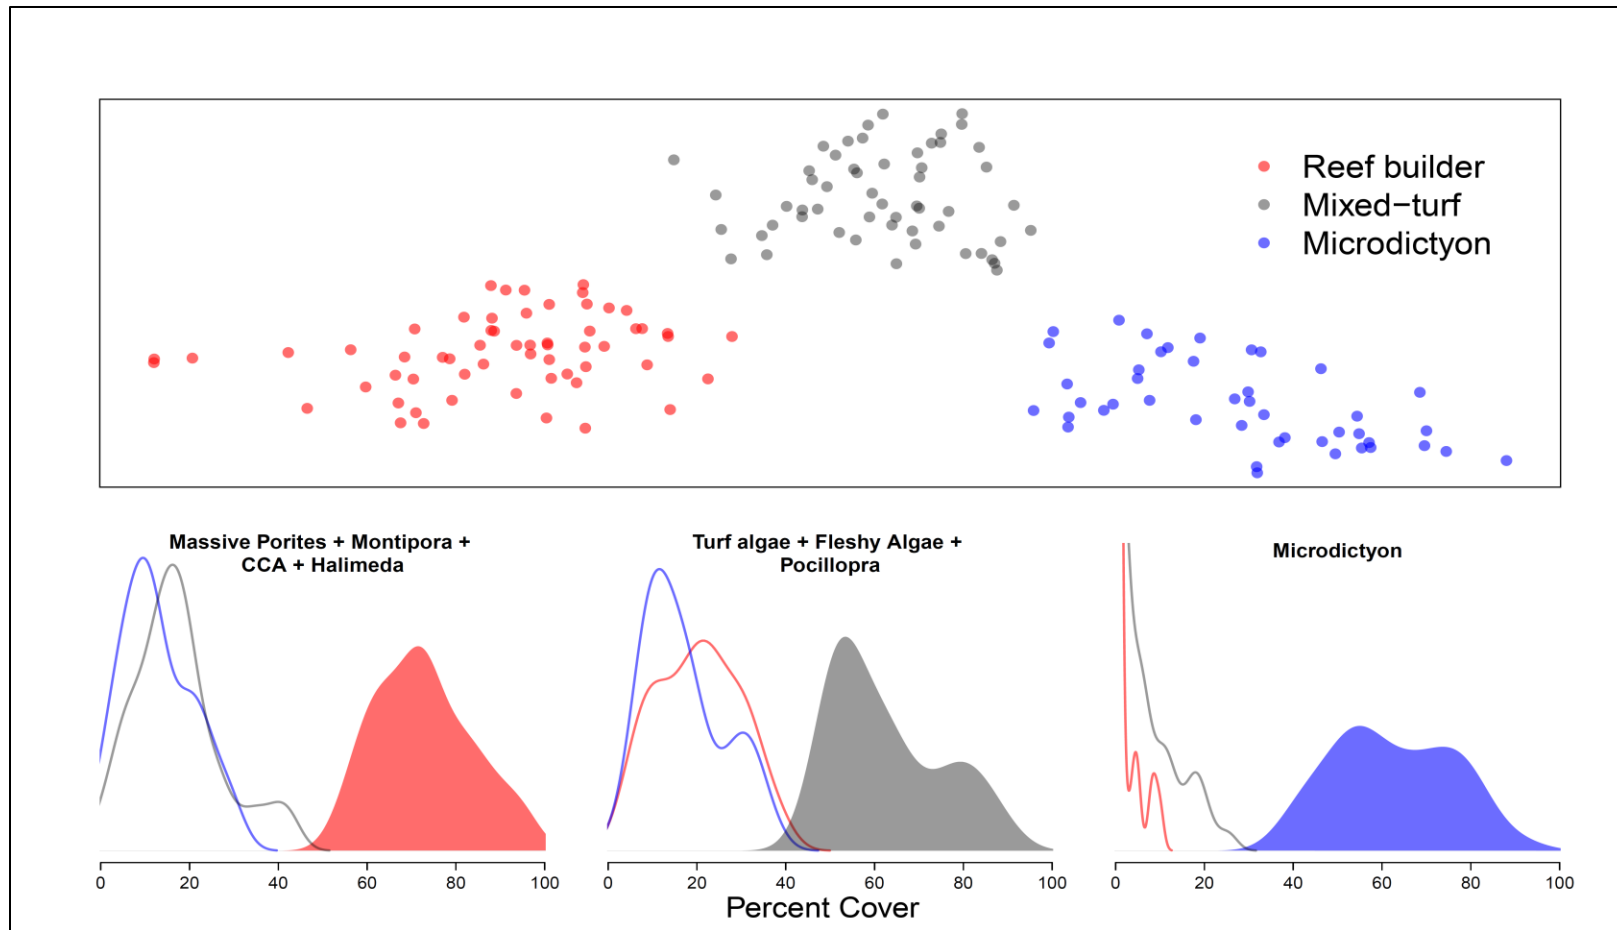 Reef builder
Mixed−turf
Microdictyon
Massive Porites + Montipora +
CCA + Halimeda
Turf algae + Fleshy Algae +
Pocillopra
Microdictyon
0 20 40 60 80 100
0 20 40 60 80 100
0 20 40 60 80 100
Percent Cover